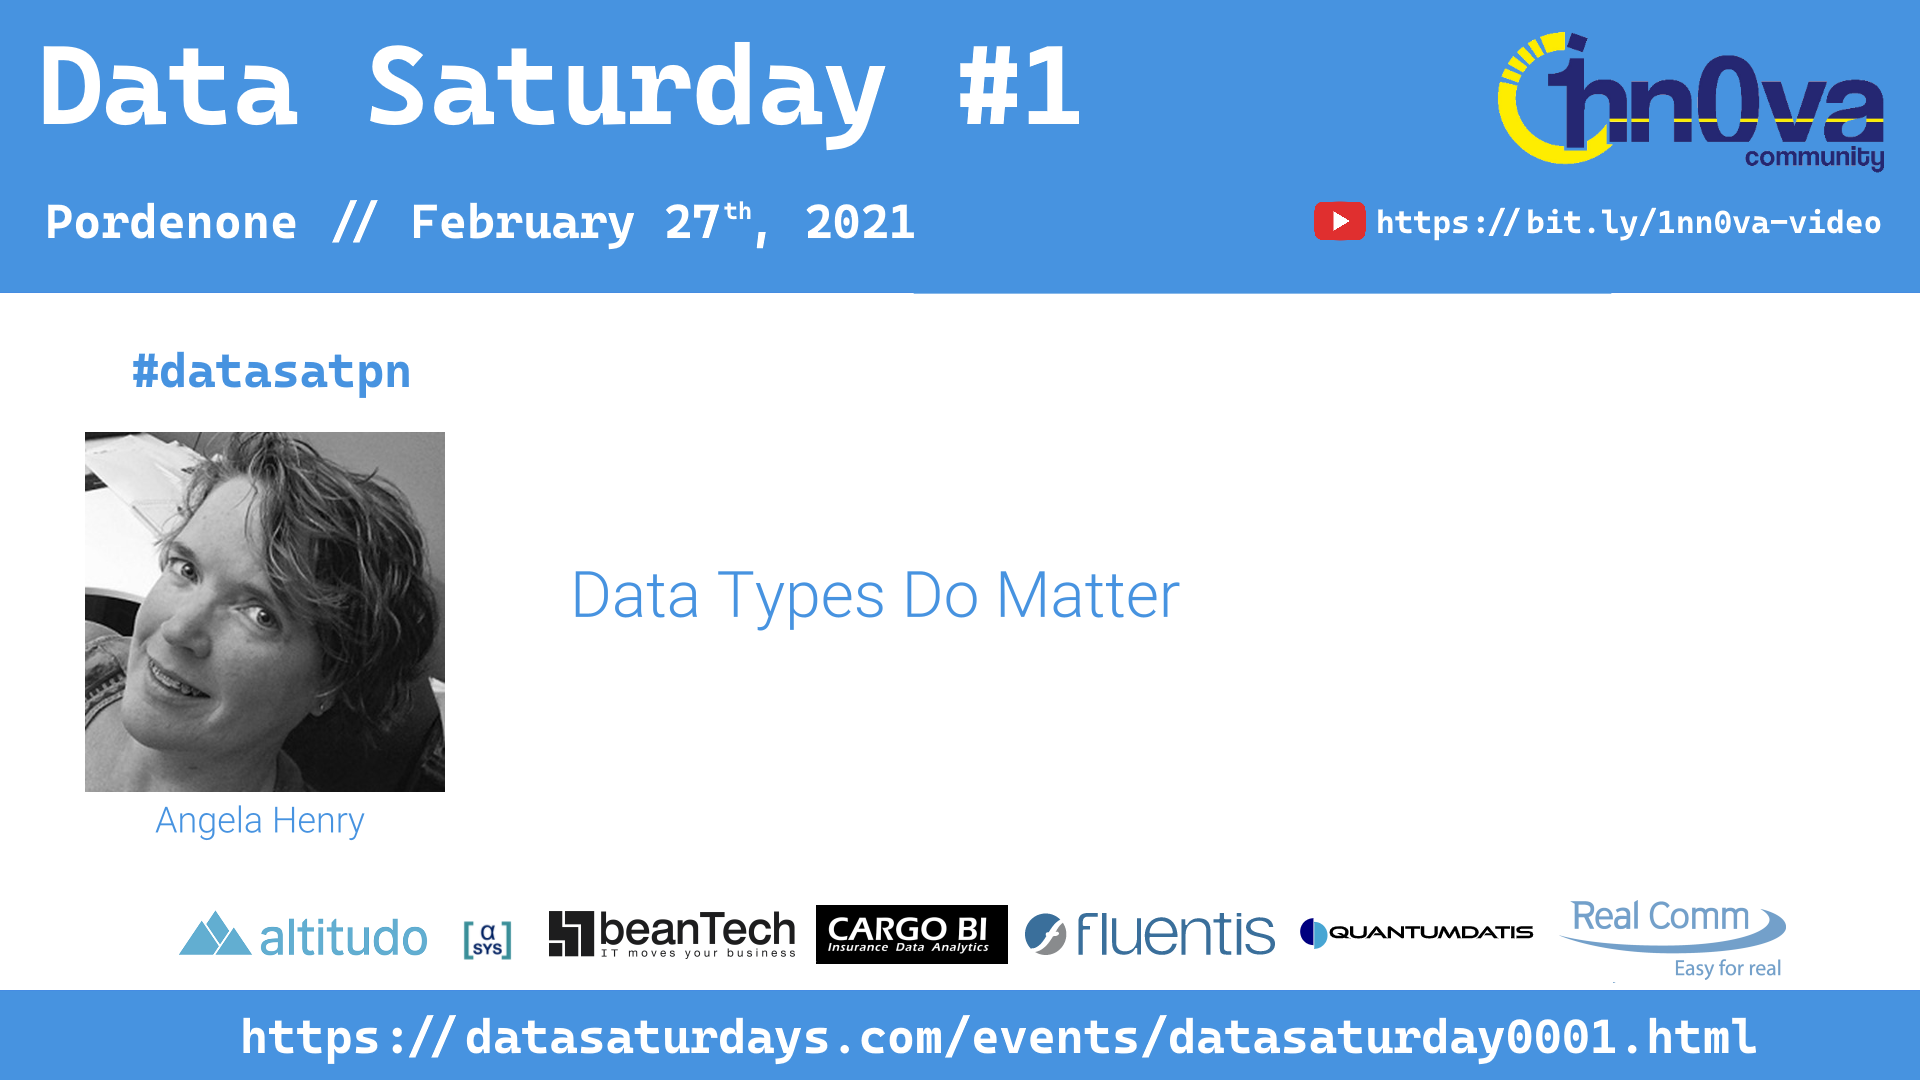 Data Saturday #1
1nn0va
community
Pordenone // February 27th, 2021
https://bit.ly/1nn0va-video
#datasatpn
Data Types Do Matter
Angela Henry
altitudo
[α SYS]
beanTech
IT moves your business
CARGO BI
Insurance Data Analytics
fluentis
QUANTUMDATIS
Real Comm
Easy for real
https://datasaturdays.com/events/datasaturday0001.html